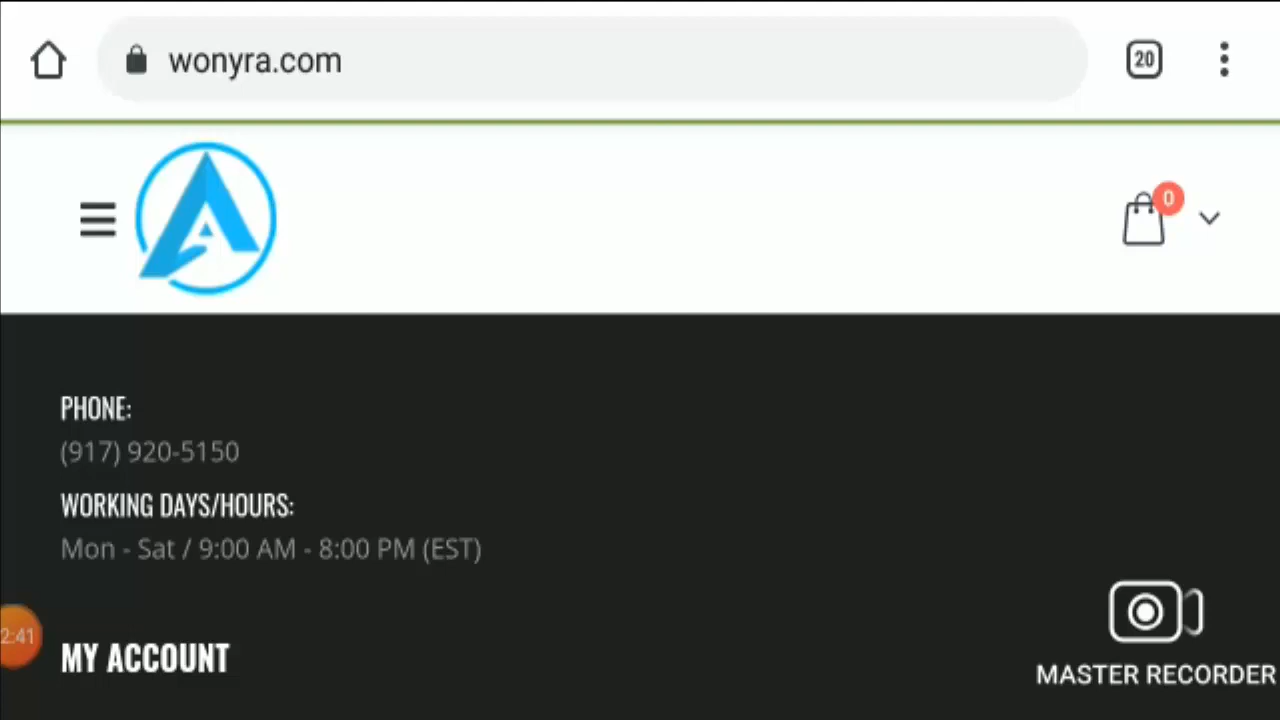 wonyra.com
20
0
PHONE:
(917) 920-5150
WORKING DAYS/HOURS:
Mon - Sat / 9:00 AM - 8:00 PM (EST)
2:41
MY ACCOUNT
MASTER RECORDER